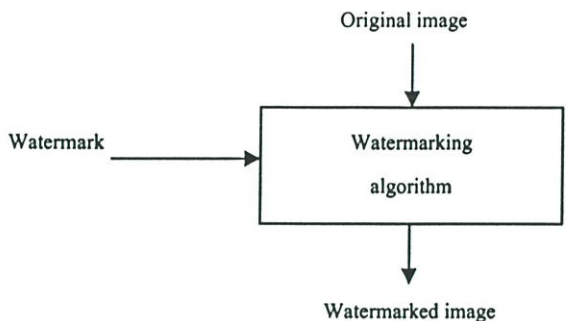 Original image
Watermark
Watermarking
algorithm
Watermarked image